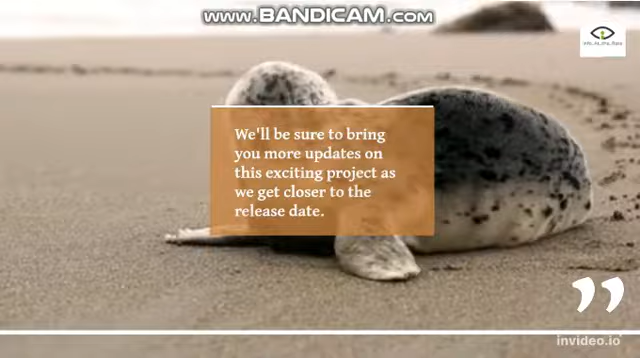 www.BANDICAM.com
We'll be sure to bring
you more updates on
this exciting project as
we get closer to the
release date.
”
invideo.io